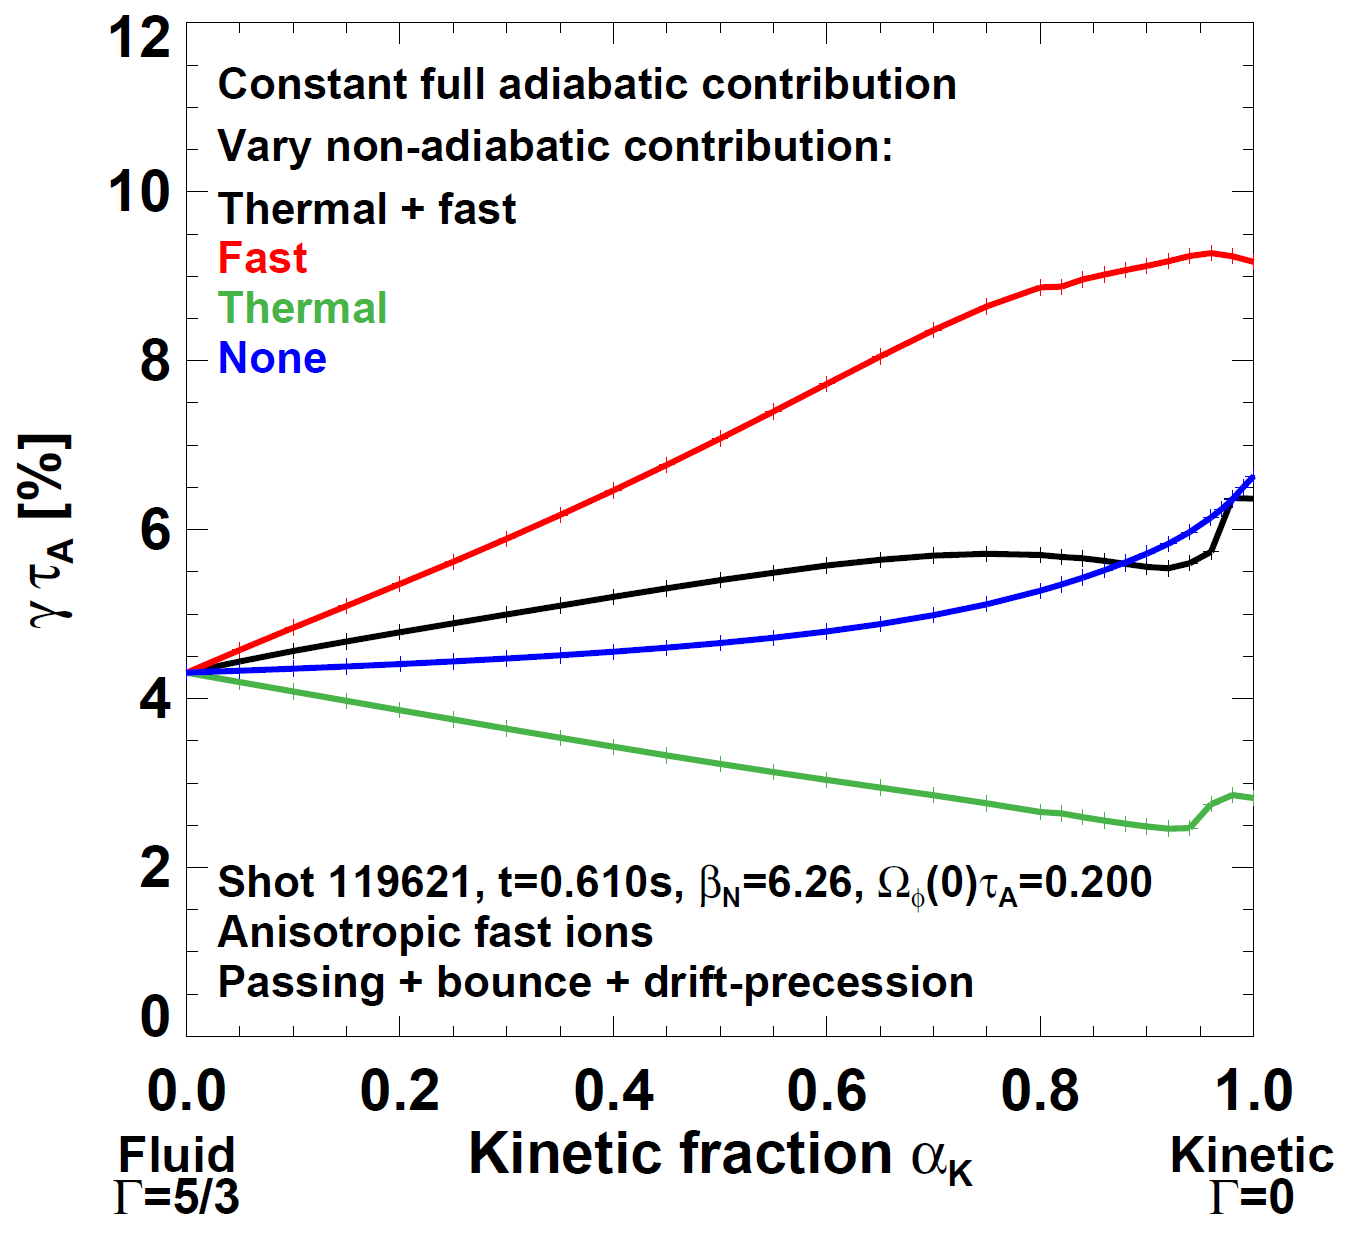 12
Constant full adiabatic contribution
Vary non-adiabatic contribution:
10
Thermal + fast
Fast
Thermal
8
None
γ τA [%]
6
4
2
Shot 119621, t=0.610s, βN=6.26, Ωϕ(0)τA=0.200
Anisotropic fast ions
Passing + bounce + drift-precession
0
0.0 0.2 0.4 0.6 0.8 1.0
Fluid Kinetic fraction αK Kinetic
Γ=5/3 Γ=0